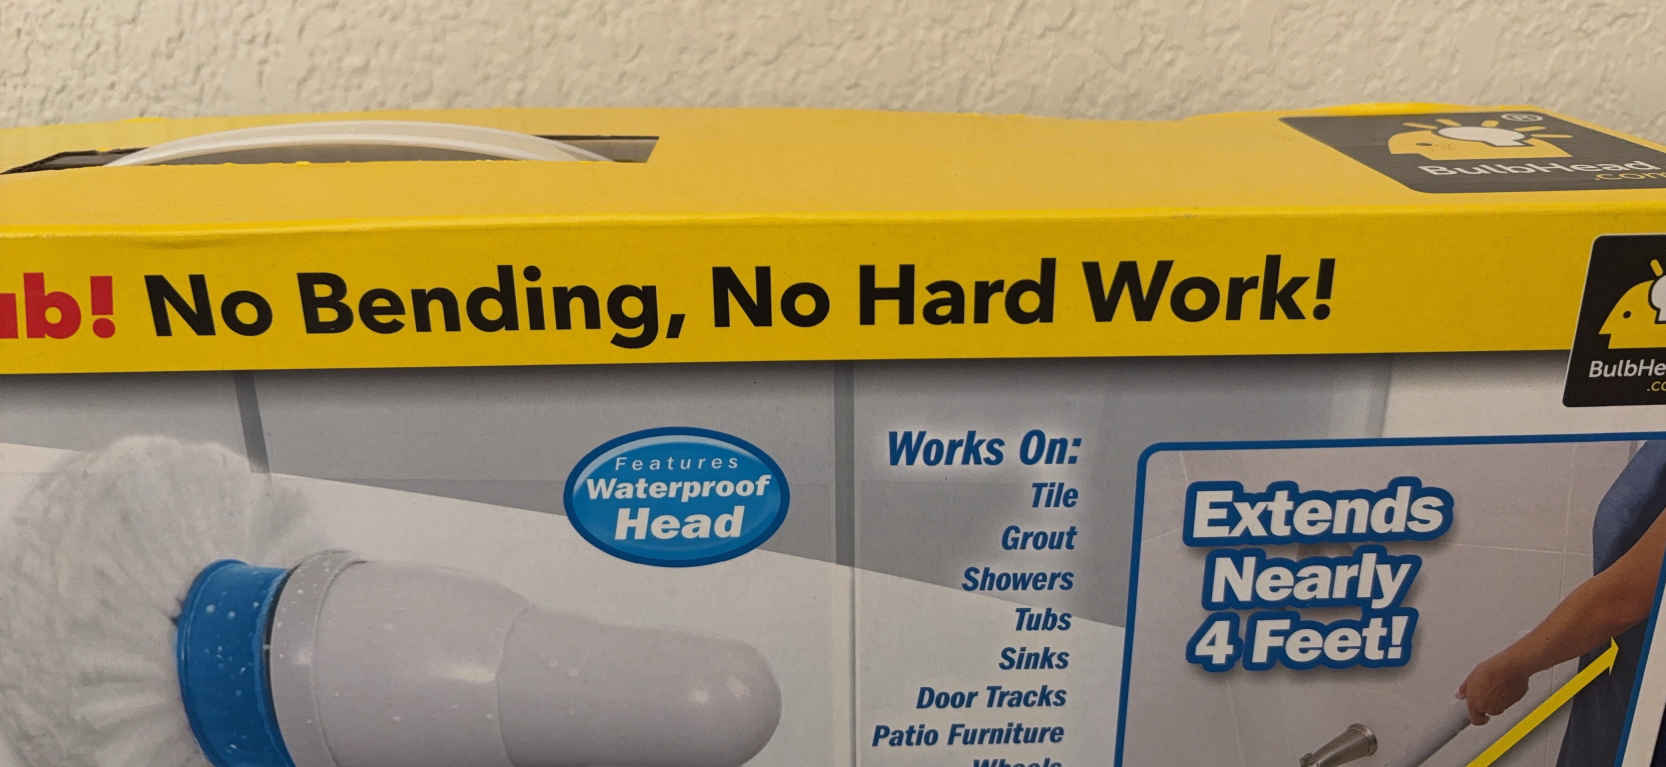 ®
BulbHead
.com
ub! No Bending, No Hard Work!
BulbHe
.co
Features
Waterproof
Head
Works On:
Tile
Grout
Showers
Tubs
Sinks
Door Tracks
Patio Furniture
Wheels
Extends
Nearly
4 Feet!